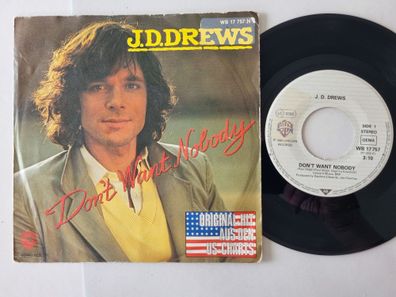 WB 17 757 N
J.D.DREWS
Don't Want Nobody
ORIGINAL-HIT
AUS DEN
US-CHARTS
J. D. DREWS
SIDE 1
STEREO
GEMA
WB 17757
3:10
DON'T WANT NOBODY